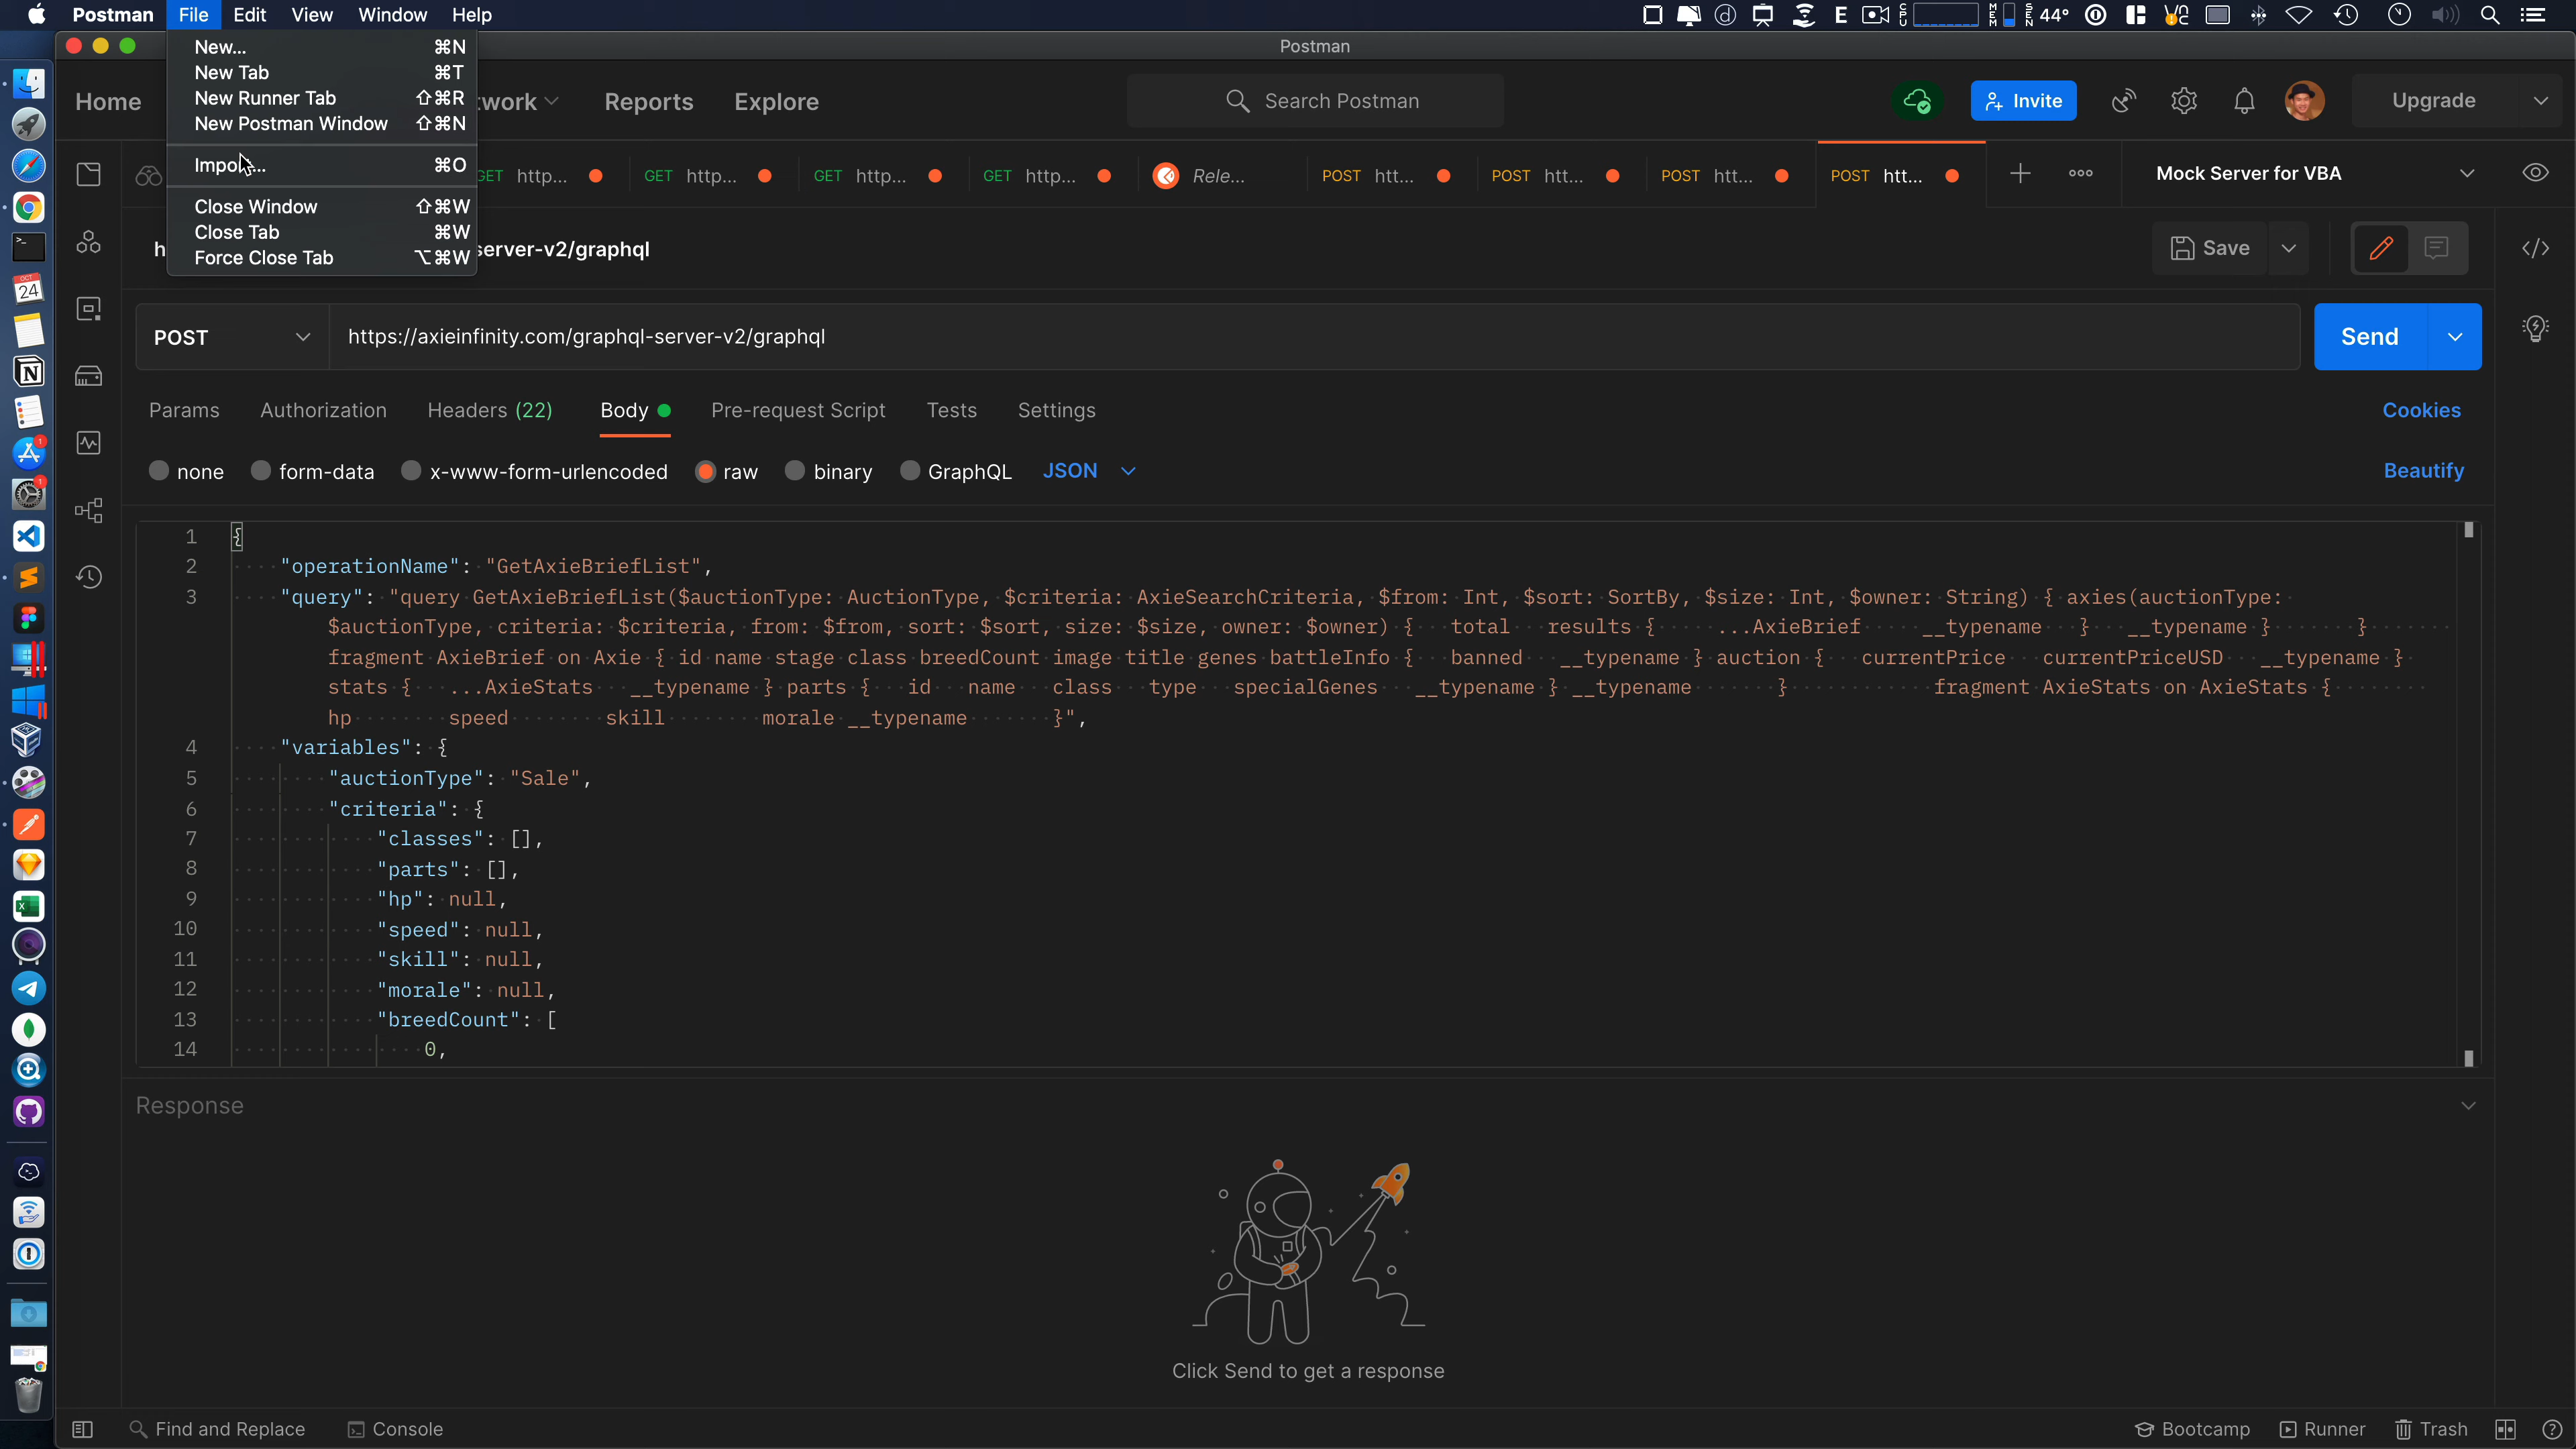 Postman File Edit View Window Help
E CPU MEM SEN 44°
New... ⌘N
New Tab ⌘T
New Runner Tab ⇧⌘R
New Postman Window ⇧⌘N
⌘O
Close Window ⇧⌘W
Close Tab ⌘W
Force Close Tab ⌥⌘W
Postman
Home Reports Explore
Search Postman
Invite
Upgrade
GET http...
GET http...
GET http...
GET http...
Rele...
POST htt...
POST htt...
POST htt...
POST htt...
Mock Server for VBA
erver-v2/graphql
Save
POST https://axieinfinity.com/graphql-server-v2/graphql
Send
Params Authorization Headers (22) Body Pre-request Script Tests Settings
Cookies
none form-data x-www-form-urlencoded raw binary GraphQL JSON
Beautify
1 {
2 "operationName": "GetAxieBriefList",
3 "query": "query GetAxieBriefList($auctionType: AuctionType, $criteria: AxieSearchCriteria, $from: Int, $sort: SortBy, $size: Int, $owner: String) { axies(auctionType:
$auctionType, criteria: $criteria, from: $from, sort: $sort, size: $size, owner: $owner) { total results { ...AxieBrief __typename } __typename } }
fragment AxieBrief on Axie { id name stage class breedCount image title genes battleInfo { banned __typename } auction { currentPrice currentPriceUSD __typename }
stats { ...AxieStats __typename } parts { id name class type specialGenes __typename } __typename } fragment AxieStats on AxieStats {
hp speed skill morale __typename }",
4 "variables": {
5 "auctionType": "Sale",
6 "criteria": {
7 "classes": [],
8 "parts": [],
9 "hp": null,
10 "speed": null,
11 "skill": null,
12 "morale": null,
13 "breedCount": [
14 0,
Response
Click Send to get a response
Find and Replace Console
Bootcamp Runner Trash
OCT
24